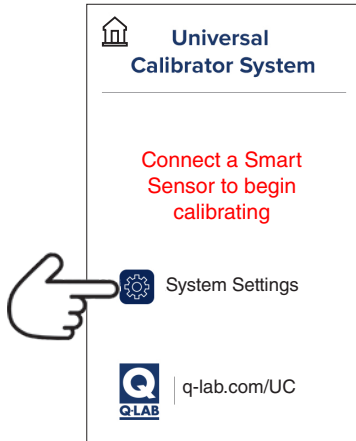 Universal
Calibrator System
Connect a Smart
Sensor to begin
calibrating
System Settings
Q
Q-LAB
q-lab.com/UC